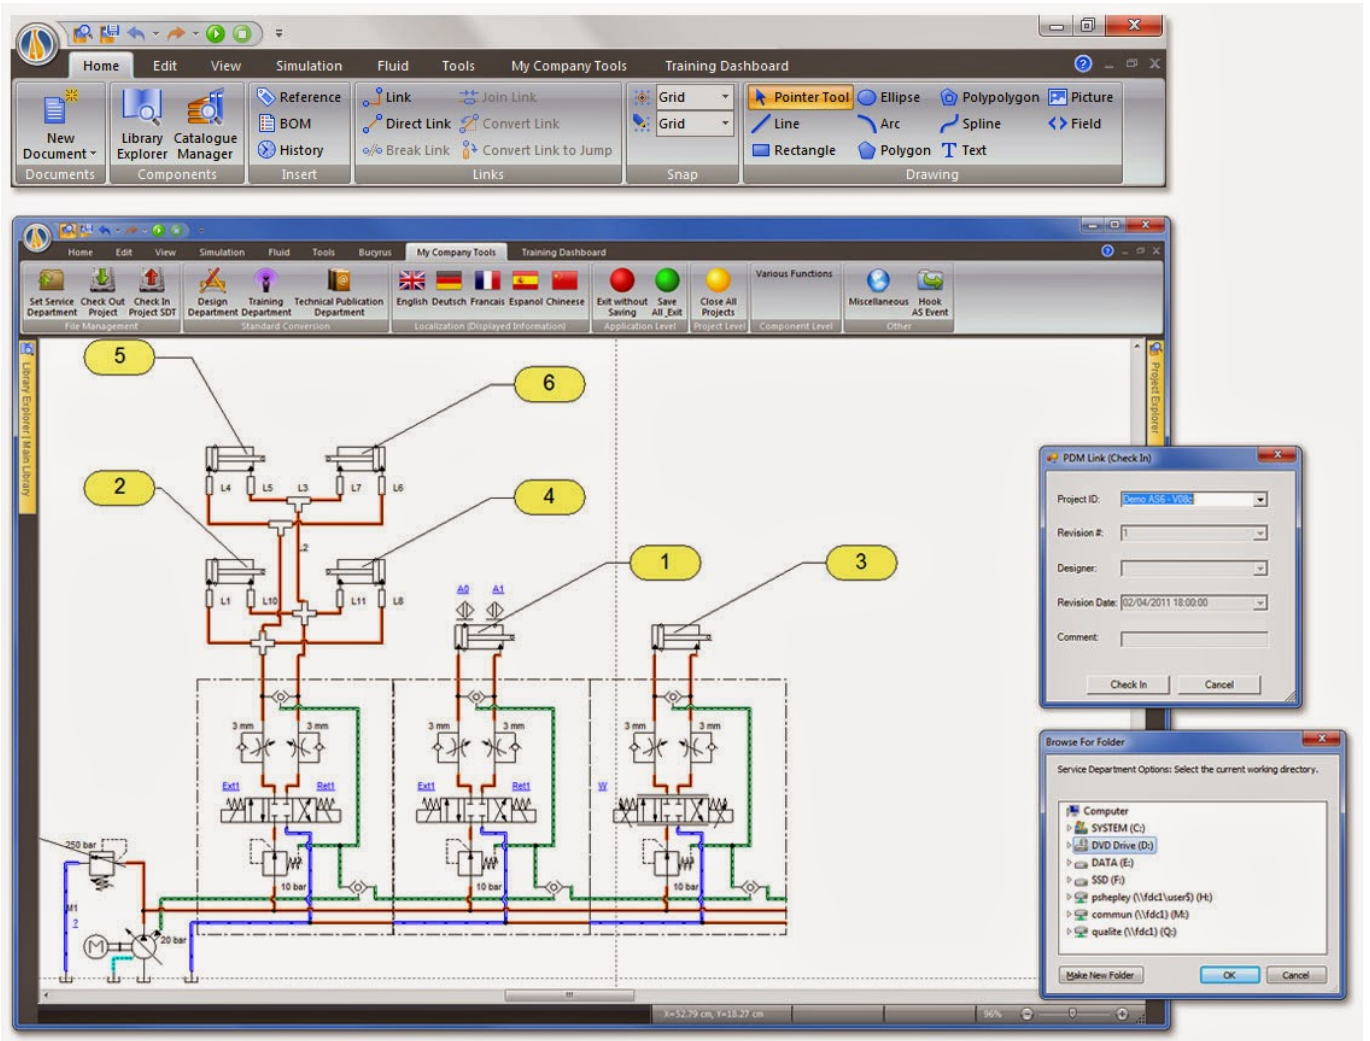 Home Edit View Simulation Fluid Tools My Company Tools Training Dashboard
Reference Link Join Link Grid Pointer Tool Ellipse Polypolygon Picture
BOM Direct Link Convert Link Grid Line Arc Spline Field
New Document Library Explorer Catalogue Manager History Break Link Convert Link to Jump Rectangle Polygon Text
Documents Components Insert Links Snap Drawing
Home Edit View Simulation Fluid Tools Bucyrus My Company Tools Training Dashboard
Various Functions
Set Service Department Check Out Project Check In Project SDT Design Department Training Department Technical Publication Department English Deutsch Francais Espanol Chineese Exit without Saving Save All_Exit Close All Projects Miscellaneous Hook AS Event
File Management Standard Conversion Localization (Displayed Information) Application Level Project Level Component Level Other
Library Explorer | Main Library
Project Explorer
5
6
L4 L5 L3 L7 L6
2
4
L2
1
3
L1 L10 L11 L8
A0 A1
3 mm 3 mm 3 mm 3 mm 3 mm 3 mm
Ext1 Ret1 Ext1 Ret1 W
250 bar
10 bar 10 bar 10 bar
M1
?
M
20 bar
X=52.79 cm, Y=18.27 cm
96%
PDM Link (Check In)
Project ID: Demo AS6 - V08c
Revision #: 1
Designer:
Revision Date: 02/04/2011 18:00:00
Comment:
Check In Cancel
Browse For Folder
Service Department Options: Select the current working directory.
Computer
SYSTEM (C:)
DVD Drive (D:)
DATA (E:)
SSD (F:)
pshepley (\\fdc1\user$) (H:)
commun (\\fdc1) (M:)
qualite (\\fdc1) (Q:)
Make New Folder OK Cancel